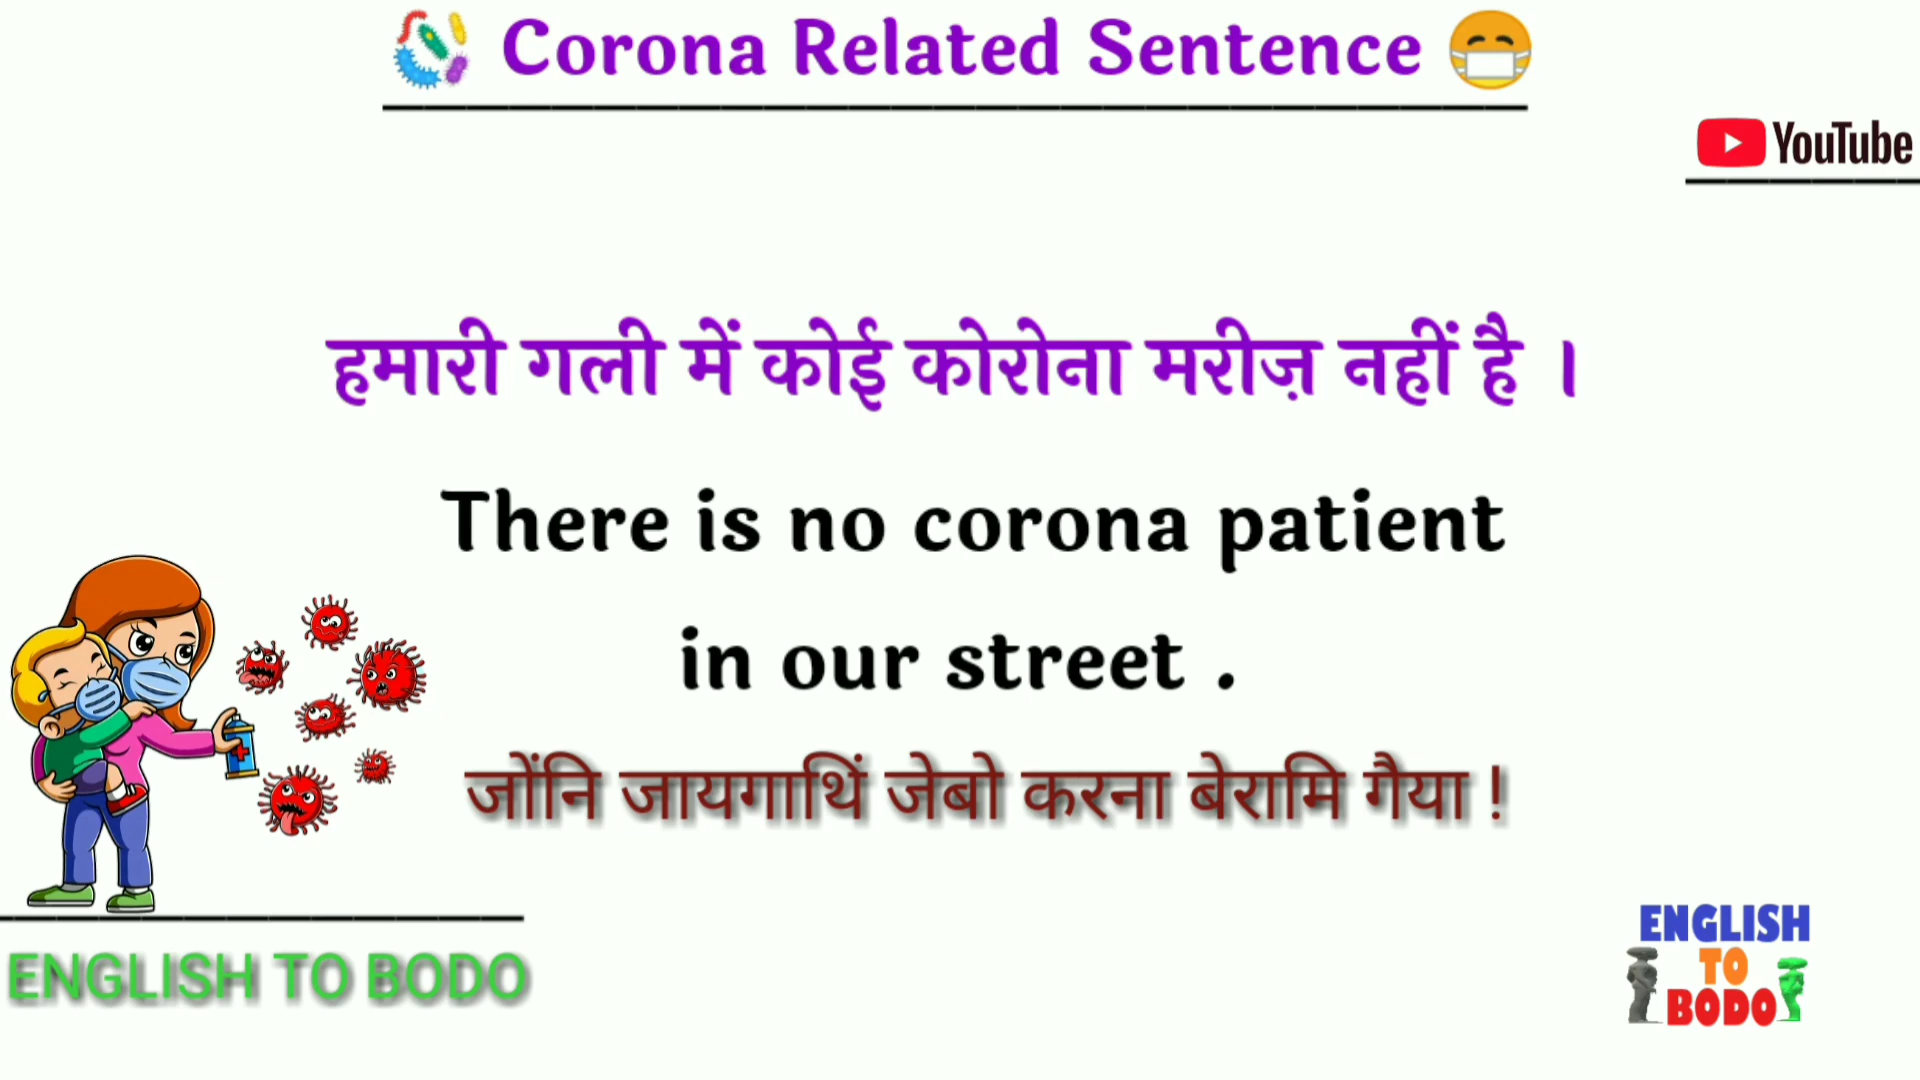 Corona Related Sentence
YouTube
हमारी गली में कोई कोरोना मरीज़ नहीं है ।
There is no corona patient
in our street .
जोंनि जायगाथिं जेबो करना बेरामि गैया !
ENGLISH TO BODO
ENGLISH
TO
BODO